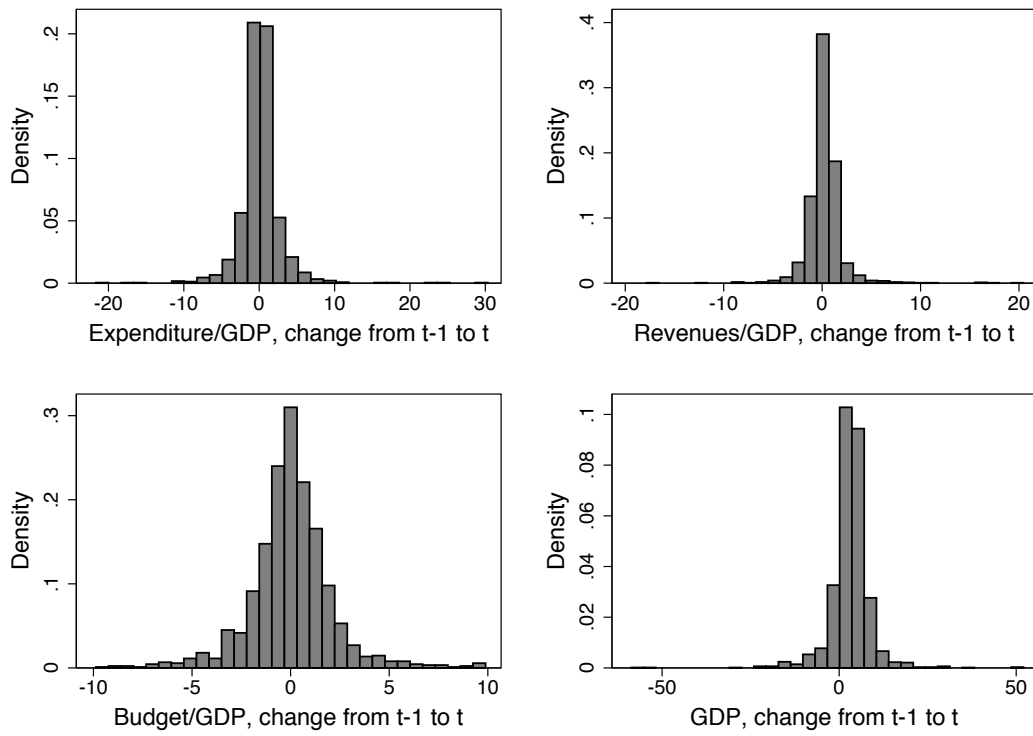 Density
0 .05 .1 .15 .2
-20 -10 0 10 20 30
Expenditure/GDP, change from t-1 to t
Density
0 .1 .2 .3 .4
-20 -10 0 10 20
Revenues/GDP, change from t-1 to t
Density
0 .1 .2 .3
-10 -5 0 5 10
Budget/GDP, change from t-1 to t
Density
0 .02 .04 .06 .08 .1
-50 0 50
GDP, change from t-1 to t